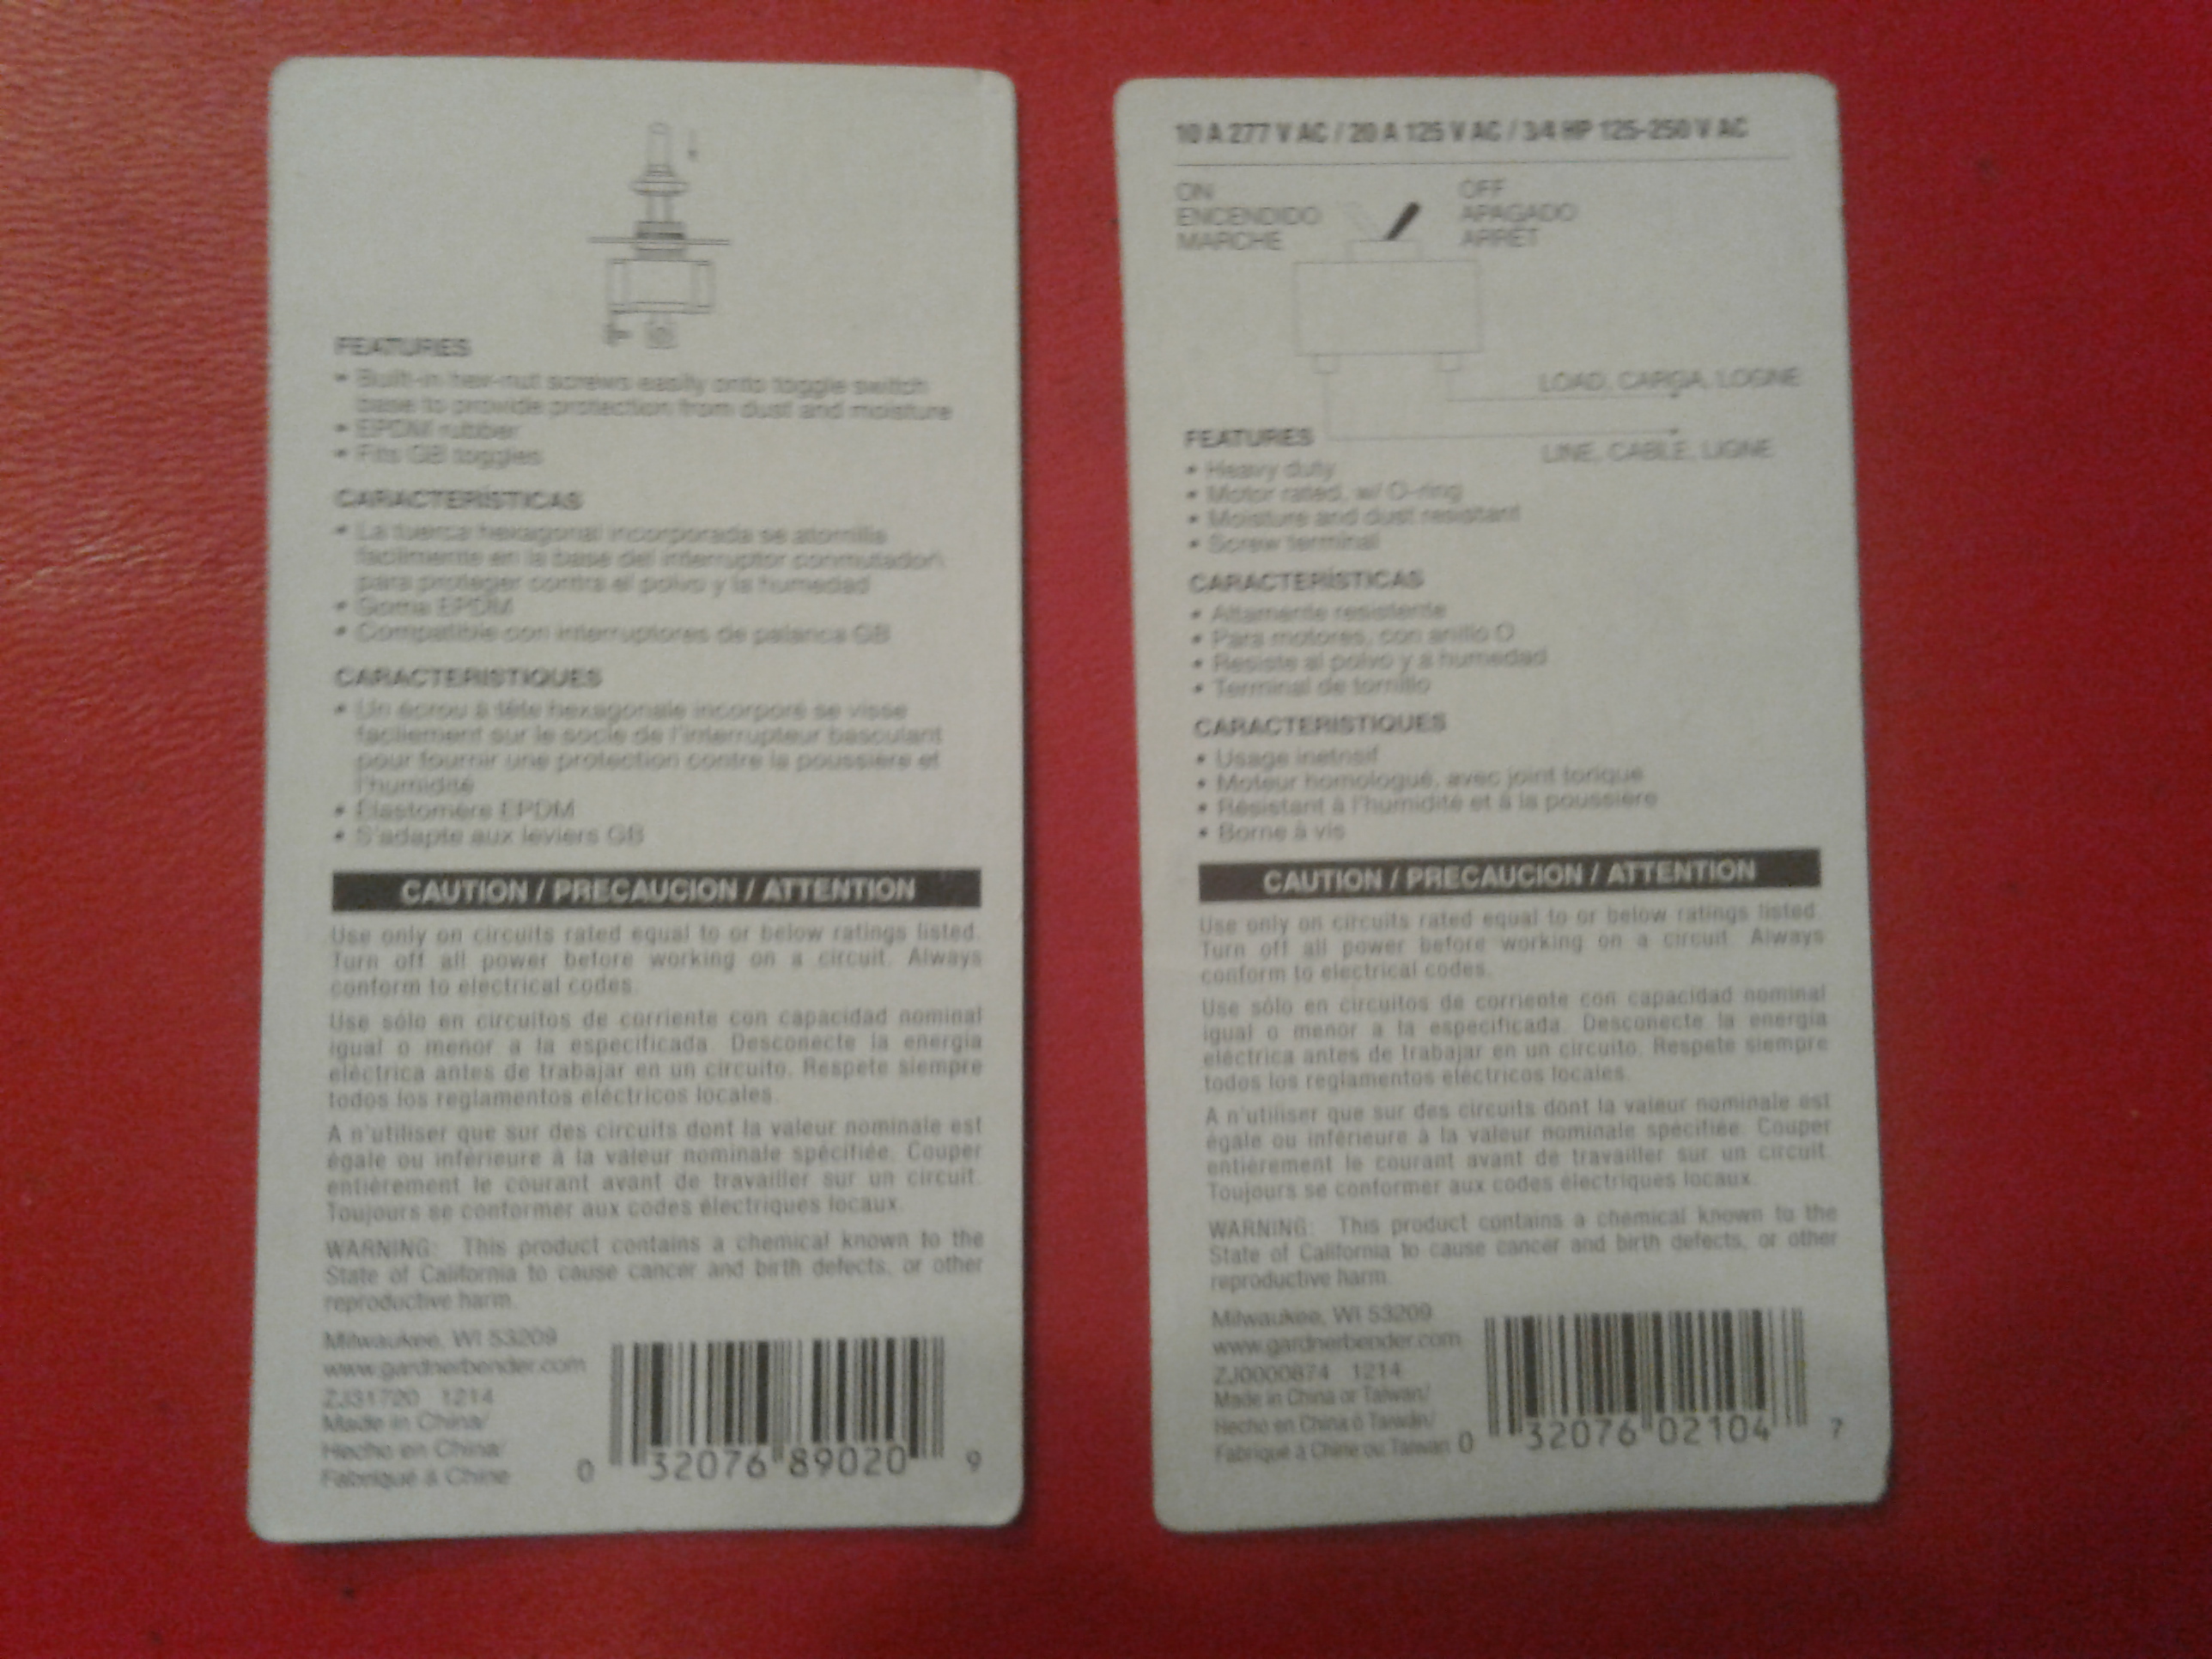 FEATURES
• Built-in hex-nut screws easily onto toggle switch
base to provide protection from dust and moisture
• EPDM rubber
• Fits GB toggles
CARACTERÍSTICAS
• La tuerca hexagonal incorporada se atornilla
fácilmente en la base del interruptor conmutador\
para proteger contra el polvo y la humedad
• Goma EPDM
• Compatible con interruptores de palanca GB
CARACTERISTIQUES
• Un écrou à tête hexagonale incorporé se visse
facilement sur le socle de l'interrupteur basculant
pour fournir une protection contre la poussière et
l'humidité
• Élastomère EPDM
• S'adapte aux leviers GB
CAUTION / PRECAUCION / ATTENTION
Use only on circuits rated equal to or below ratings listed.
Turn off all power before working on a circuit. Always
conform to electrical codes.
Use sólo en circuitos de corriente con capacidad nominal
igual o menor a la especificada. Desconecte la energía
eléctrica antes de trabajar en un circuito. Respete siempre
todos los reglamentos eléctricos locales.
A n'utiliser que sur des circuits dont la valeur nominale est
égale ou inférieure à la valeur nominale spécifiée. Couper
entièrement le courant avant de travailler sur un circuit.
Toujours se conformer aux codes électriques locaux.
WARNING: This product contains a chemical known to the
State of California to cause cancer and birth defects, or other
reproductive harm.
Milwaukee, WI 53209
www.gardnerbender.com
ZJ31720 1214
Made in China/
Hecho en China/
Fabriqué à Chine
0 32076 89020 9
10 A 277 V AC / 20 A 125 V AC / 3/4 HP 125-250 V AC
ON
ENCENDIDO
MARCHE
OFF
APAGADO
ARRÊT
LOAD, CARGA, LOGNE
LINE, CABLE, LIGNE
FEATURES
• Heavy duty
• Motor rated, w/ O-ring
• Moisture and dust resistant
• Screw terminal
CARACTERÍSTICAS
• Altamente resistente
• Para motores, con anillo O
• Resiste al polvo y a humedad
• Terminal de tornillo
CARACTERISTIQUES
• Usage inetnsif
• Moteur homologué, avec joint torique
• Résistant à l'humidité et à la poussière
• Borne à vis
CAUTION / PRECAUCION / ATTENTION
Use only on circuits rated equal to or below ratings listed.
Turn off all power before working on a circuit. Always
conform to electrical codes.
Use sólo en circuitos de corriente con capacidad nominal
igual o menor a la especificada. Desconecte la energía
eléctrica antes de trabajar en un circuito. Respete siempre
todos los reglamentos eléctricos locales.
A n'utiliser que sur des circuits dont la valeur nominale est
égale ou inférieure à la valeur nominale spécifiée. Couper
entièrement le courant avant de travailler sur un circuit.
Toujours se conformer aux codes électriques locaux.
WARNING: This product contains a chemical known to the
State of California to cause cancer and birth defects, or other
reproductive harm.
Milwaukee, WI 53209
www.gardnerbender.com
ZJ0000874 1214
Made in China or Taiwan/
Hecho en China ó Taiwán/
Fabriqué à Chine ou Taiwan
0 32076 02104 7